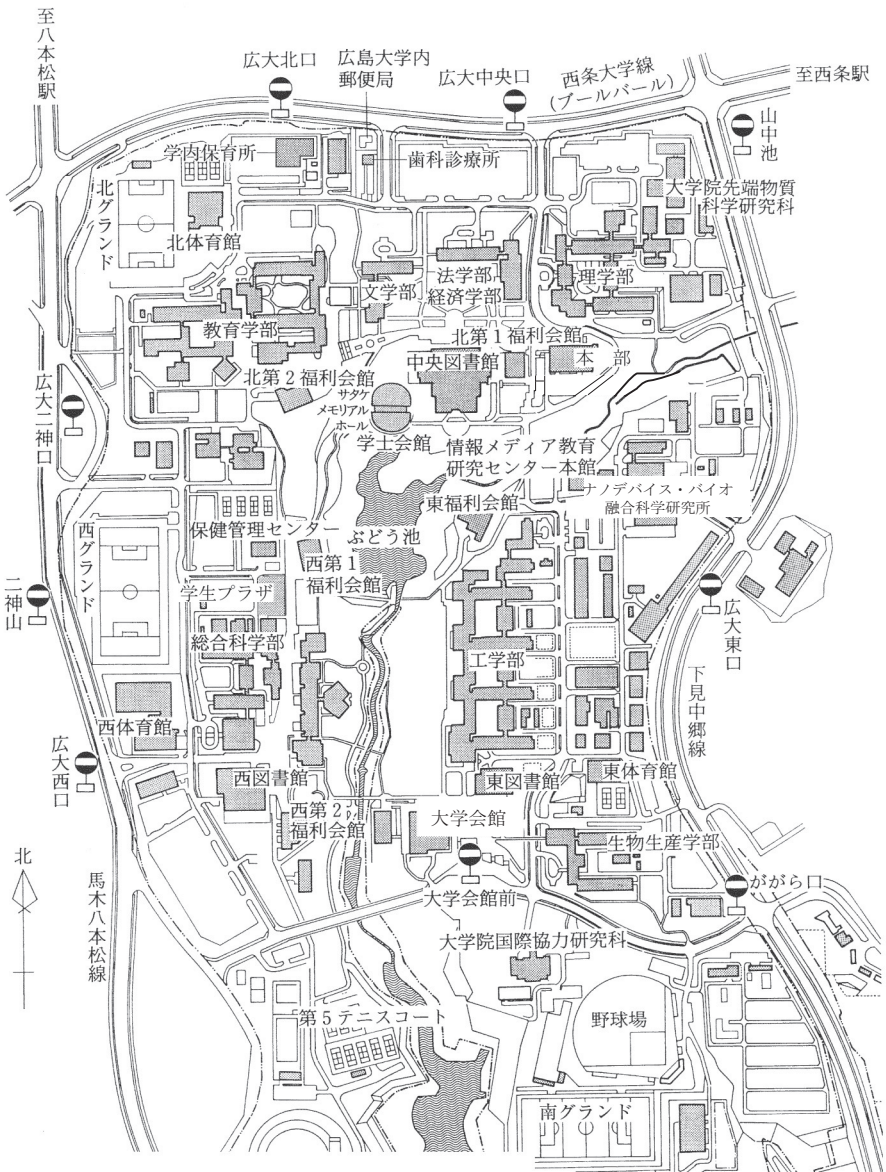 至八本松駅
広大北口
広島大学内
郵便局
広大中央口
西条大学線
(ブールバール)
至西条駅
山中池
学内保育所
歯科診療所
大学院先端物質
科学研究科
北グランド
北体育館
文学部
法学部
経済学部
理学部
教育学部
北第1福利会館
中央図書館
本部
北第2福利会館
サタケ
メモリアル
ホール
学士会館
広大二神口
情報メディア教育
研究センター本館
ナノデバイス・バイオ
融合科学研究所
東福利会館
保健管理センター
ぶどう池
西グランド
西第1
福利会館
学生プラザ
二神山
広大東口
総合科学部
工学部
下見中郷線
西体育館
広大西口
西図書館
東図書館
東体育館
西第2
福利会館
大学会館
生物生産学部
北
馬木八本松線
大学会館前
ががら口
大学院国際協力研究科
第5テニスコート
野球場
南グランド